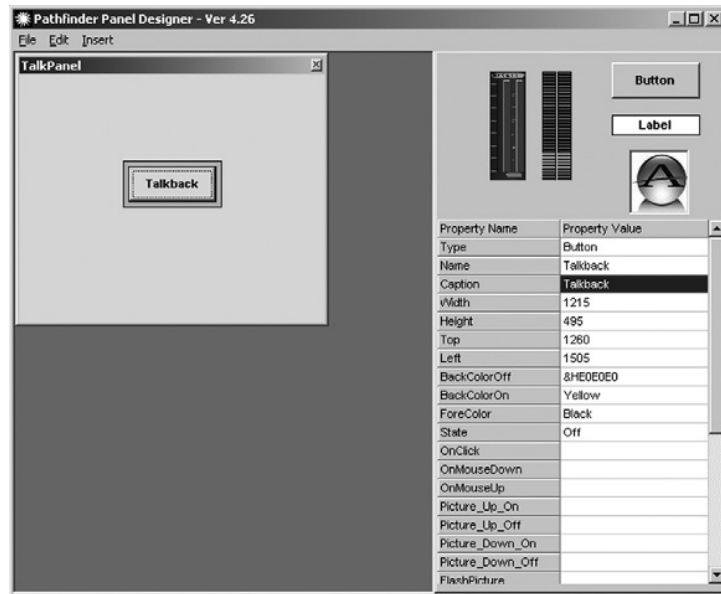 Pathfinder Panel Designer - Ver 4.26
File Edit Insert
TalkPanel
Talkback
Button
Label
Property Name Property Value
Type Button
Name Talkback
Caption Talkback
Width 1215
Height 495
Top 1260
Left 1505
BackColorOff &HE0E0E0
BackColorOn Yellow
ForeColor Black
State Off
OnClick
OnMouseDown
OnMouseUp
Picture_Up_On
Picture_Up_Off
Picture_Down_On
Picture_Down_Off
FlashPicture